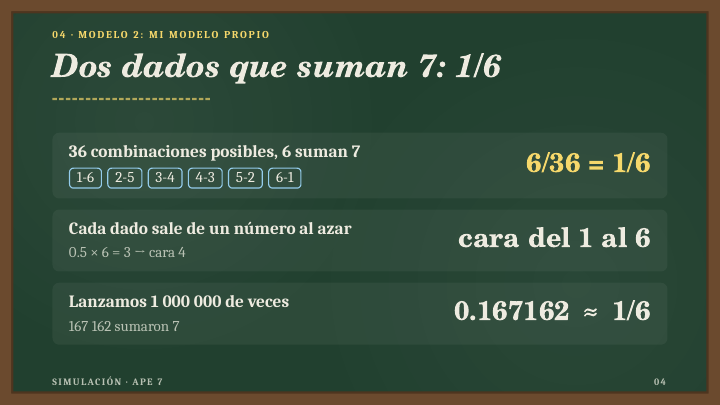 04 · MODELO 2: MI MODELO PROPIO
Dos dados que suman 7: 1/6
36 combinaciones posibles, 6 suman 7
1-6 2-5 3-4 4-3 5-2 6-1
6/36 = 1/6
Cada dado sale de un número al azar
0.5 × 6 = 3 — cara 4
cara del 1 al 6
Lanzamos 1 000 000 de veces
167 162 sumaron 7
0.167162 ≈ 1/6
SIMULACIÓN · APE 7
04